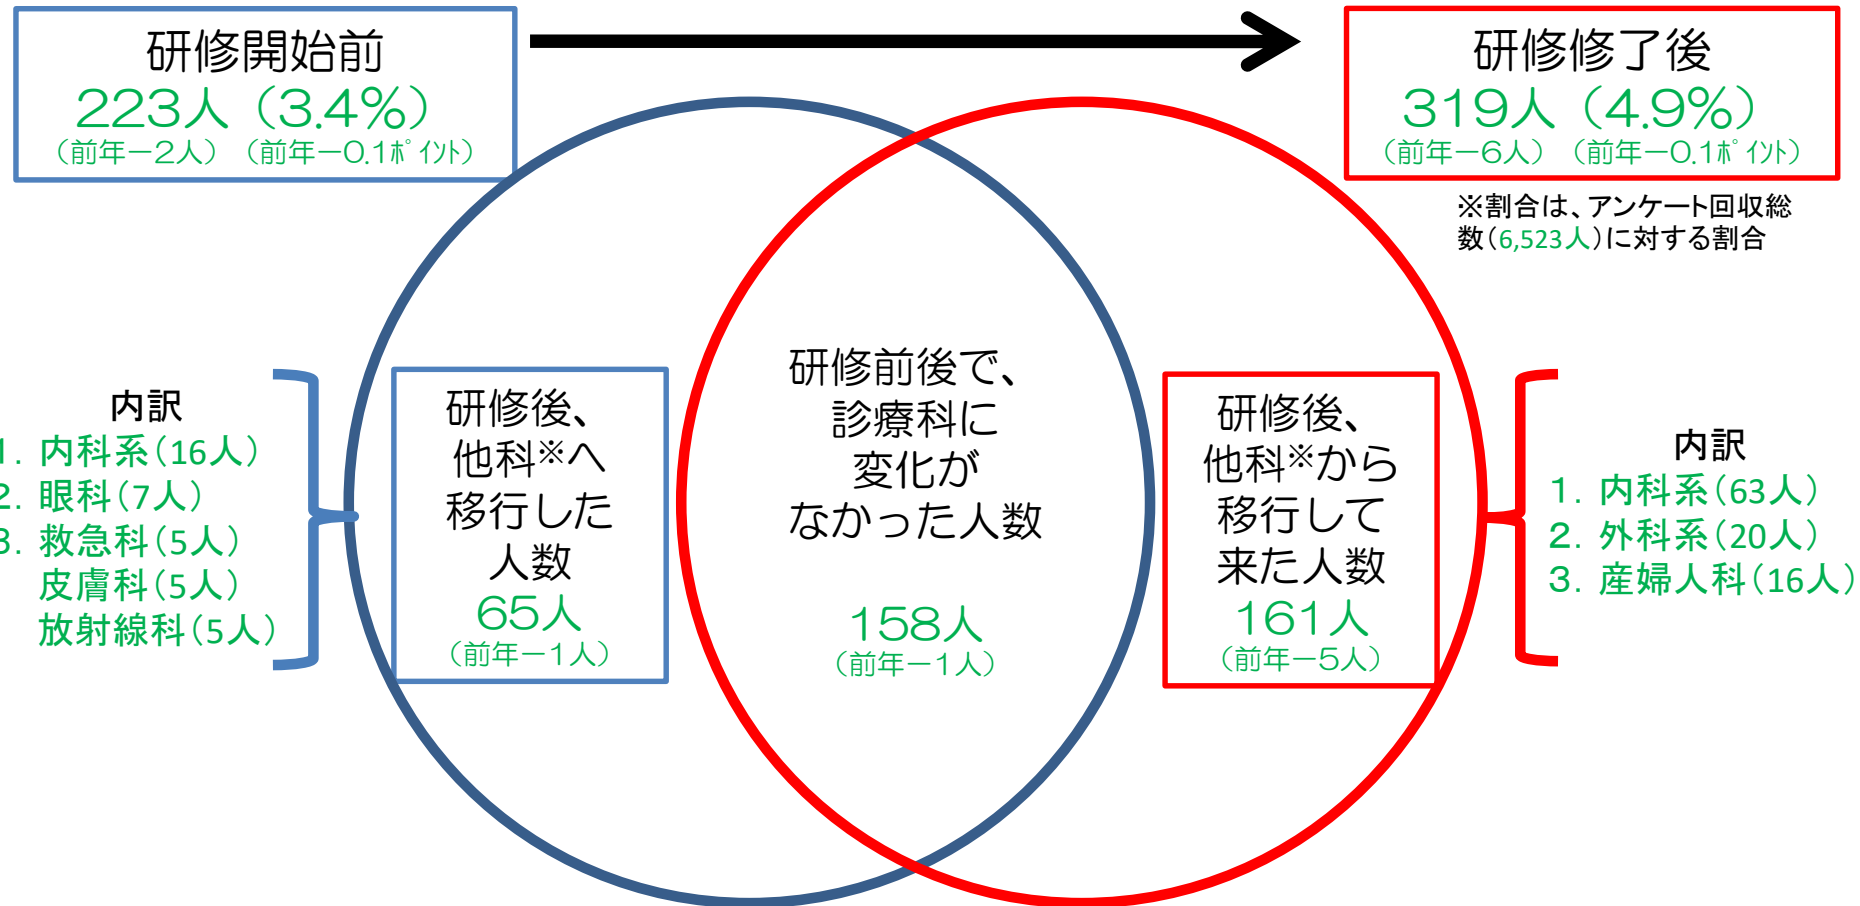 研修開始前
223人（3.4％）
（前年－2人）（前年－0.1ﾎﾟｲﾝﾄ）
研修修了後
319人（4.9％）
（前年－6人）（前年－0.1ﾎﾟｲﾝﾄ）
※割合は、アンケート回収総
数（6,523人）に対する割合
内訳
1．内科系（16人）
2．眼科（7人）
3．救急科（5人）
皮膚科（5人）
放射線科（5人）
研修後、
他科※へ
移行した
人数
65人
（前年－1人）
研修前後で、
診療科に
変化が
なかった人数
158人
（前年－1人）
研修後、
他科※から
移行して
来た人数
161人
（前年－5人）
内訳
1．内科系（63人）
2．外科系（20人）
3．産婦人科（16人）